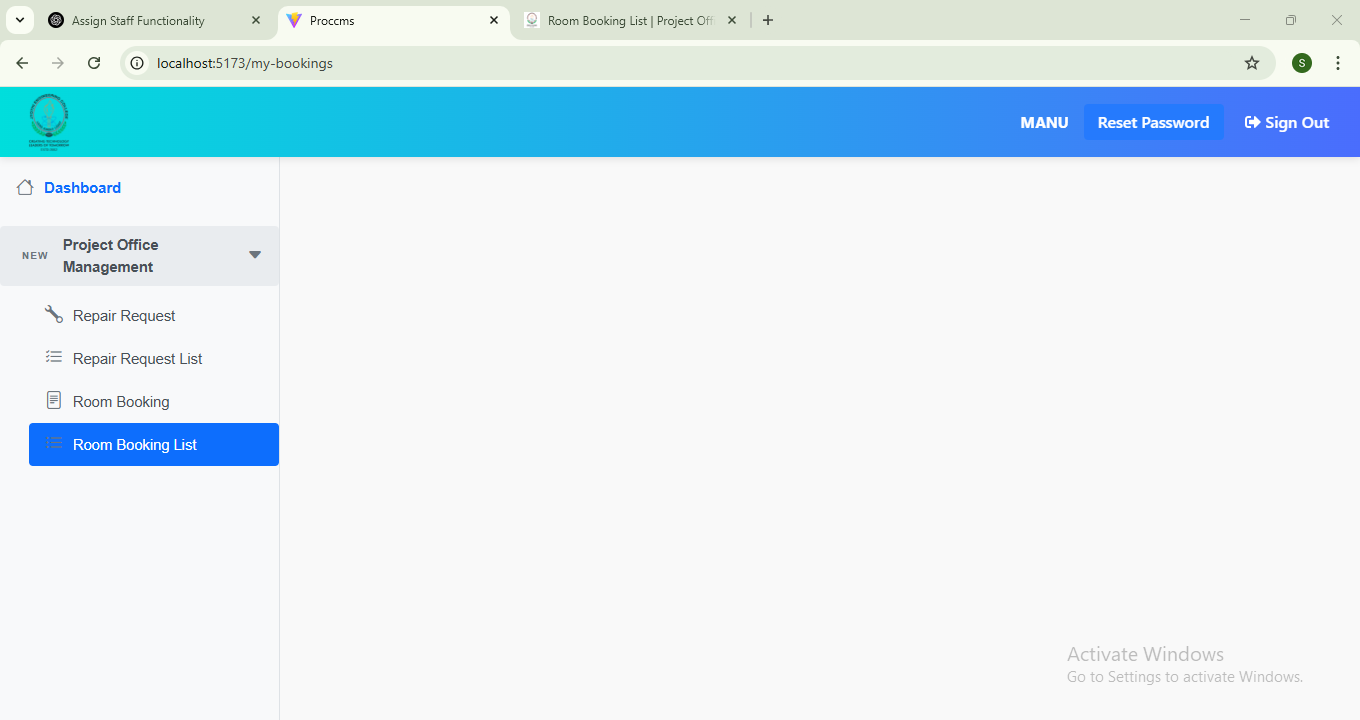 Assign Staff Functionality
Proccms
Room Booking List | Project Off
localhost:5173/my-bookings
S
MANU
Reset Password
Sign Out
Dashboard
NEW
Project Office
Management
Repair Request
Repair Request List
Room Booking
Room Booking List
Activate Windows
Go to Settings to activate Windows.